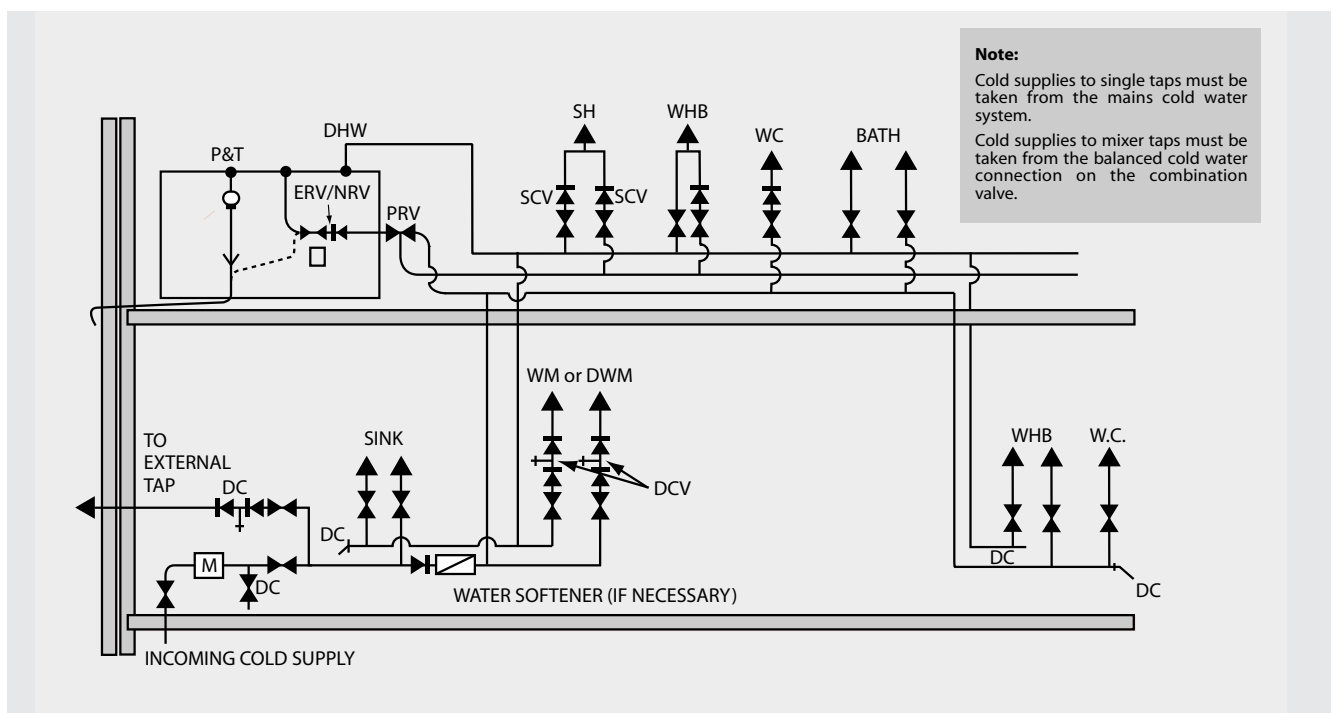 Note:
Cold supplies to single taps must be
taken from the mains cold water
system.
Cold supplies to mixer taps must be
taken from the balanced cold water
connection on the combination
valve.
SH
WHB
WC
BATH
DHW
P&T
ERV/NRV
PRV
SCV
SCV
WM or DWM
SINK
TO
EXTERNAL
TAP
DC
DCV
WHB
W.C.
DC
M
DC
DC
DC
WATER SOFTENER (IF NECESSARY)
INCOMING COLD SUPPLY